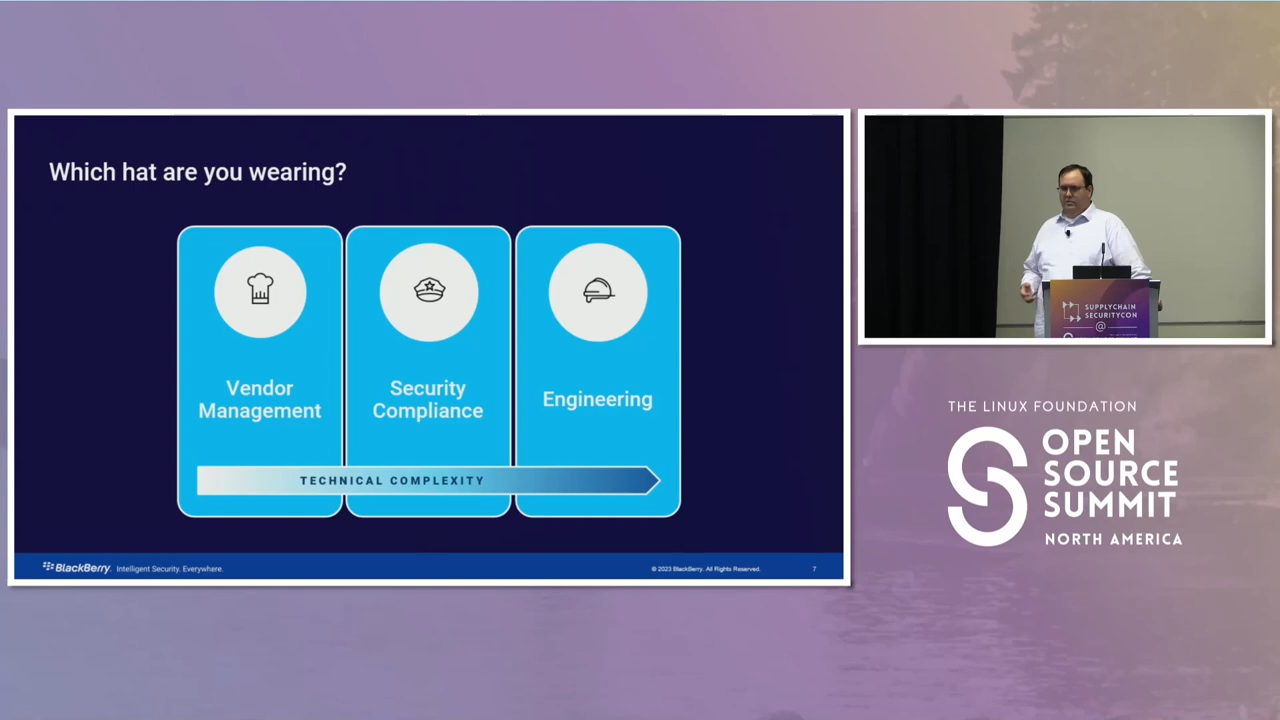 Which hat are you wearing?
Vendor
Management
Security
Compliance
Engineering
TECHNICAL COMPLEXITY
BlackBerry. Intelligent Security. Everywhere.
© 2023 BlackBerry. All Rights Reserved.
7
SUPPLYCHAIN
SECURITYCON
@
THE LINUX FOUNDATION
OPEN
SOURCE
SUMMIT
NORTH AMERICA